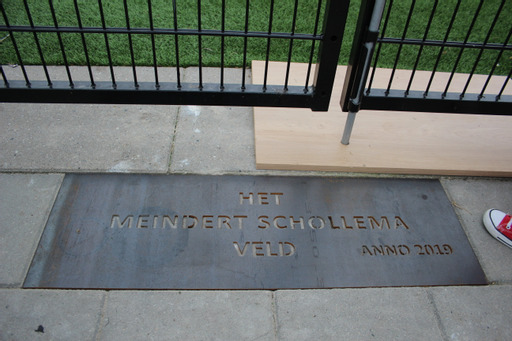 HET
MEINDERT SCHOLLEMA
VELD
ANNO 2019